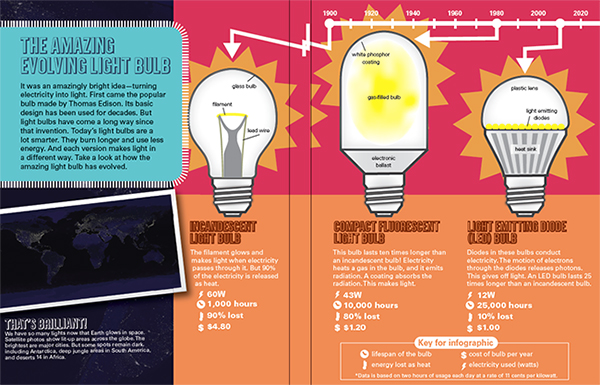 1900 1920 1940 1960 1980 2000 2020
THE AMAZING
EVOLVING LIGHT BULB
It was an amazingly bright idea—turning
electricity into light. First came the popular
bulb made by Thomas Edison. Its basic
design has been used for decades. But
light bulbs have come a long way since
that invention. Today's light bulbs are a
lot smarter. They burn longer and use less
energy. And each version makes light in
a different way. Take a look at how the
amazing light bulb has evolved.
glass bulb
filament
lead wire
white phosphor
coating
gas-filled bulb
electronic
ballast
plastic lens
light emitting
diodes
heat sink
INCANDESCENT
LIGHT BULB
The filament glows and
makes light when electricity
passes through it. But 90%
of the electricity is released
as heat.
60W
1,000 hours
90% lost
$ $4.80
COMPACT FLUORESCENT
LIGHT BULB
This bulb lasts ten times longer than
an incandescent bulb! Electricity
heats a gas in the bulb, and it emits
radiation. A coating absorbs the
radiation. This makes light.
43W
10,000 hours
80% lost
$ $1.20
LIGHT EMITTING DIODE
(LED) BULB
Diodes in these bulbs conduct
electricity. The motion of electrons
through the diodes releases photons.
This gives off light. An LED bulb lasts 25
times longer than an incandescent bulb.
12W
25,000 hours
10% lost
$ $1.00
THAT'S BRILLIANT!
We have so many lights now that Earth glows in space.
Satellite photos show lit-up areas across the globe. The
brightest are major cities. But some spots remain dark,
including Antarctica, deep jungle areas in South America,
and deserts 14 in Africa.
Key for infographic
lifespan of the bulb
$ cost of bulb per year
energy lost as heat
electricity used (watts)
*Data is based on two hours of usage each day at a rate of 11 cents per kilowatt.